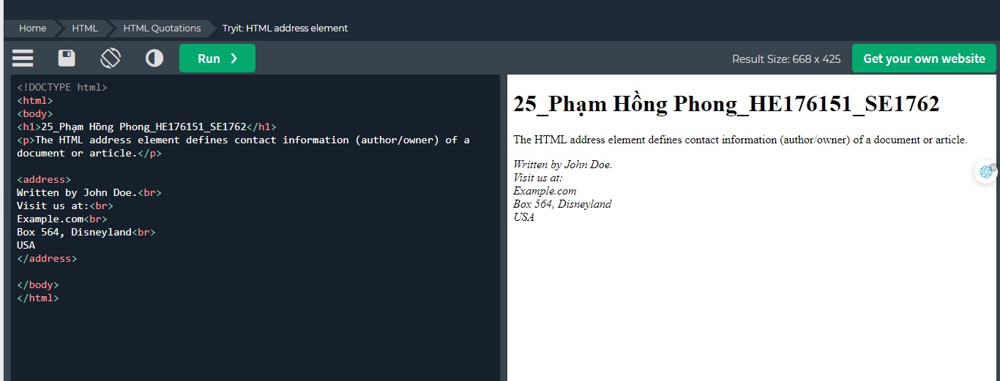 Home HTML HTML Quotations Tryit: HTML address element
Run ❯ Result Size: 668 x 425 Get your own website
<!DOCTYPE html>
<html>
<body>
<h1>25_Phạm Hồng Phong_HE176151_SE1762</h1>
<p>The HTML address element defines contact information (author/owner) of a
document or article.</p>
<address>
Written by John Doe.<br>
Visit us at:<br>
Example.com<br>
Box 564, Disneyland<br>
USA
</address>
</body>
</html>
25_Phạm Hồng Phong_HE176151_SE1762
The HTML address element defines contact information (author/owner) of a document or article.
Written by John Doe.
Visit us at:
Example.com
Box 564, Disneyland
USA